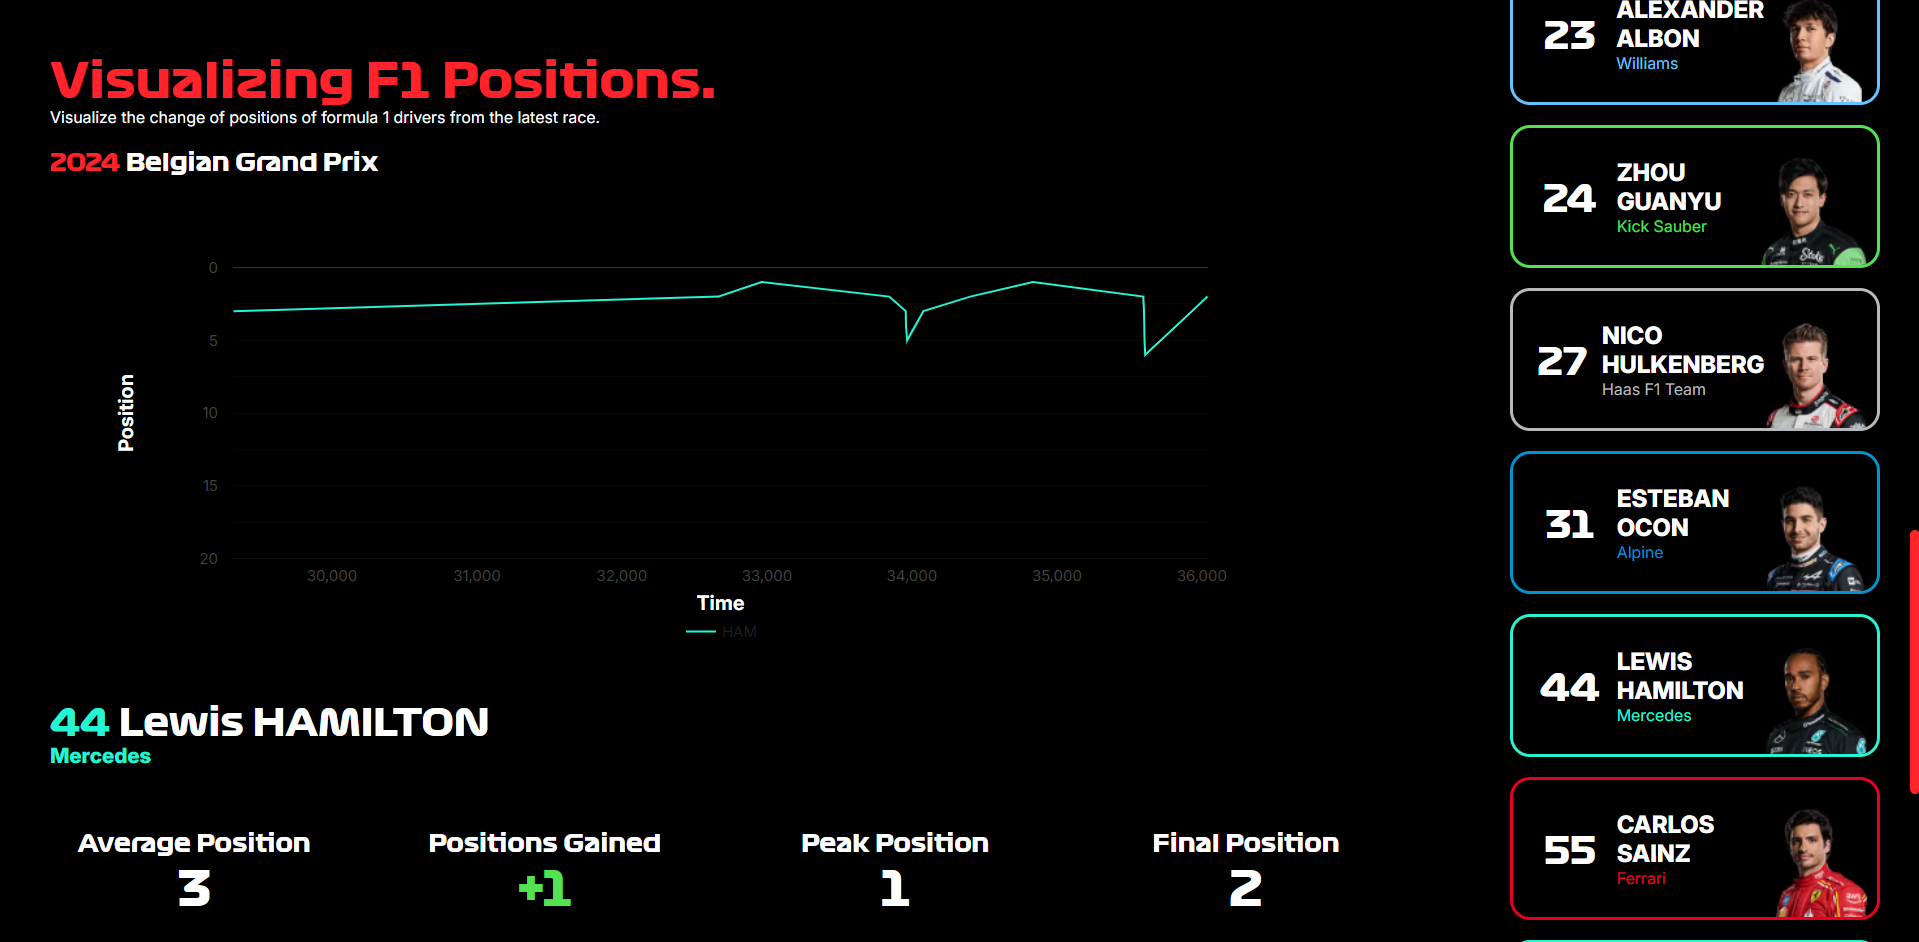 Visualizing F1 Positions.
Visualize the change of positions of formula 1 drivers from the latest race.
2024 Belgian Grand Prix
0
5
10
15
20
Position
30,000
31,000
32,000
33,000
34,000
35,000
36,000
Time
HAM
44 Lewis HAMILTON
Mercedes
Average Position
3
Positions Gained
+1
Peak Position
1
Final Position
2
23
ALEXANDER
ALBON
Williams
24
ZHOU
GUANYU
Kick Sauber
27
NICO
HULKENBERG
Haas F1 Team
31
ESTEBAN
OCON
Alpine
44
LEWIS
HAMILTON
Mercedes
55
CARLOS
SAINZ
Ferrari